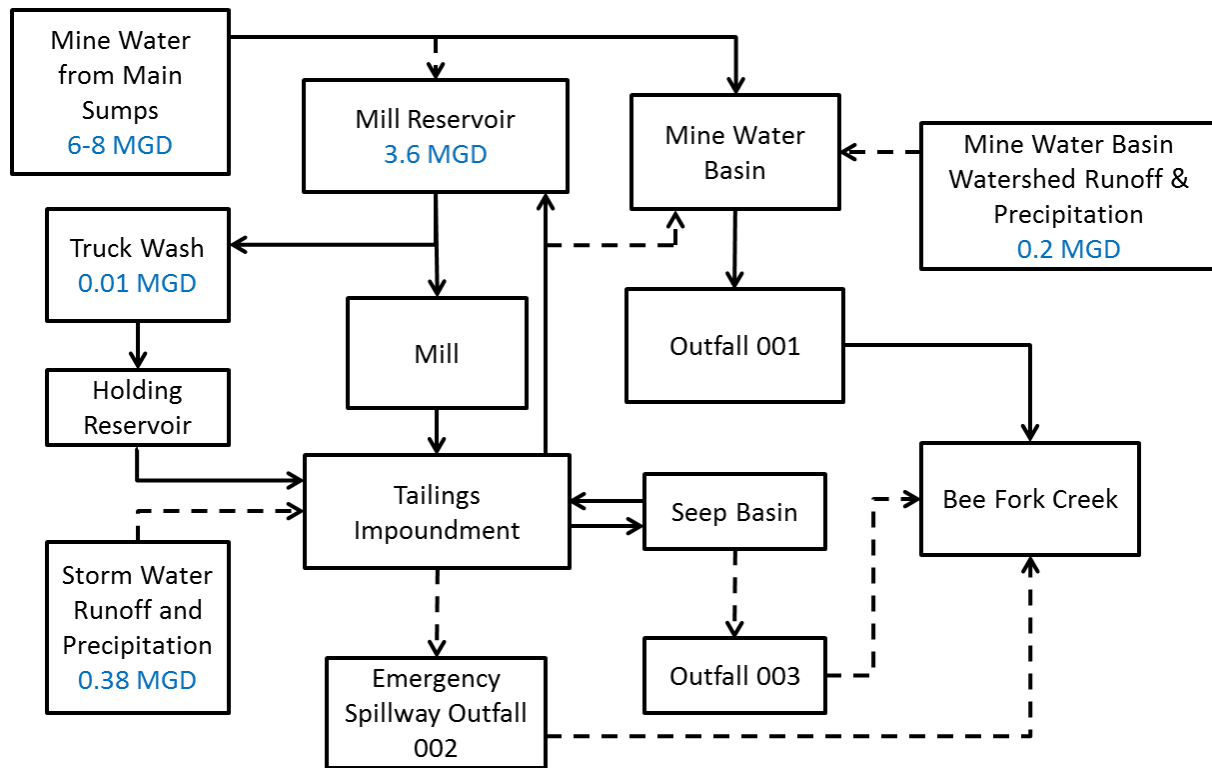 Mine Water
from Main
Sumps
6-8 MGD
Mill Reservoir
3.6 MGD
Mine Water
Basin
Mine Water Basin
Watershed Runoff &
Precipitation
0.2 MGD
Truck Wash
0.01 MGD
Mill
Outfall 001
Holding
Reservoir
Tailings
Impoundment
Seep Basin
Bee Fork Creek
Storm Water
Runoff and
Precipitation
0.38 MGD
Emergency
Spillway Outfall
002
Outfall 003